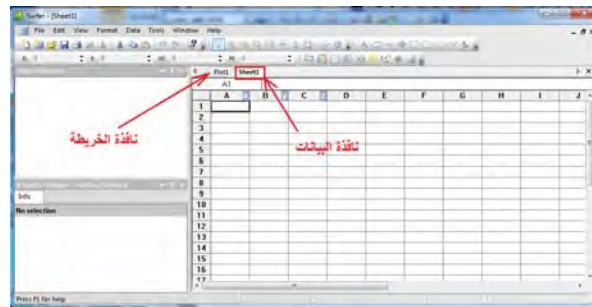 Surfer - [Sheet1]
File Edit View Format Data Tools Window Help
Plot1 Sheet1
A1
A B C D E F G H I J
1
2
3
4
5
6
7
8
9
10
11
12
13
14
15
16
17
نافذة الخريطة
نافذة البيانات
Info
No selection
Press F1 for help